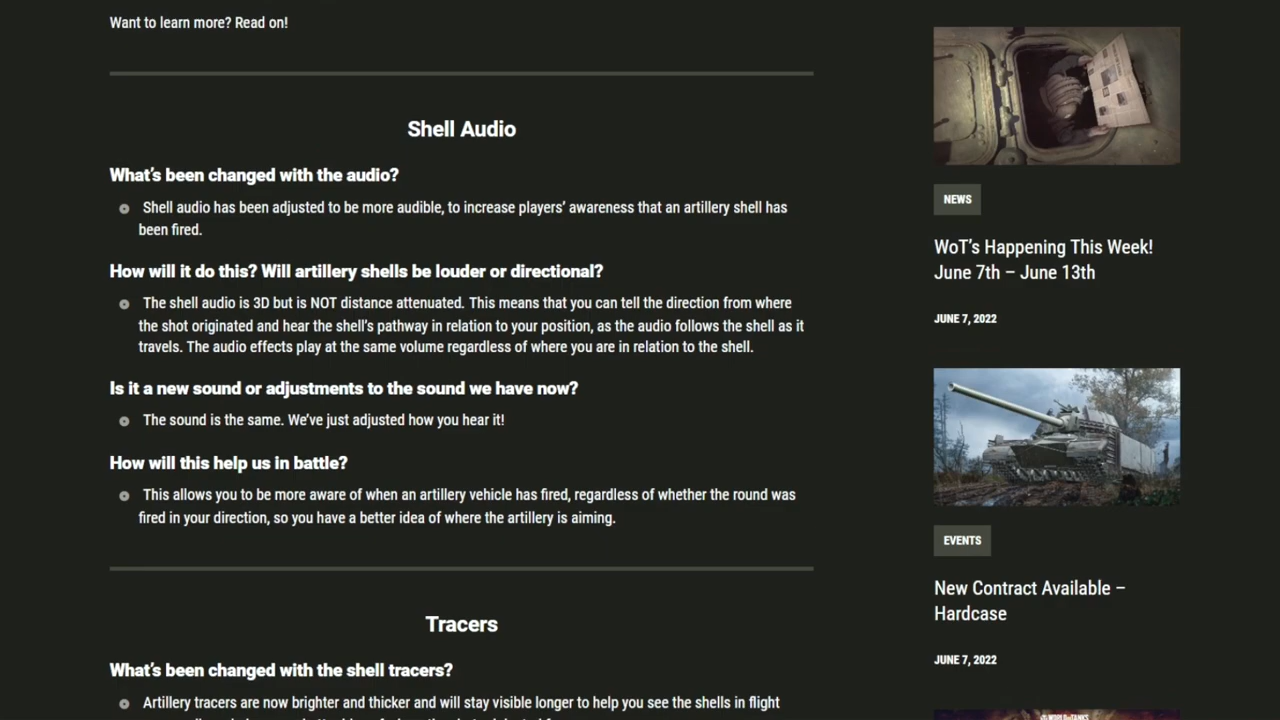 Want to learn more? Read on!
Shell Audio
What's been changed with the audio?
Shell audio has been adjusted to be more audible, to increase players' awareness that an artillery shell has
been fired.
How will it do this? Will artillery shells be louder or directional?
The shell audio is 3D but is NOT distance attenuated. This means that you can tell the direction from where
the shot originated and hear the shell's pathway in relation to your position, as the audio follows the shell as it
travels. The audio effects play at the same volume regardless of where you are in relation to the shell.
Is it a new sound or adjustments to the sound we have now?
The sound is the same. We've just adjusted how you hear it!
How will this help us in battle?
This allows you to be more aware of when an artillery vehicle has fired, regardless of whether the round was
fired in your direction, so you have a better idea of where the artillery is aiming.
Tracers
What's been changed with the shell tracers?
Artillery tracers are now brighter and thicker and will stay visible longer to help you see the shells in flight
NEWS
WoT's Happening This Week!
June 7th – June 13th
JUNE 7, 2022
EVENTS
New Contract Available –
Hardcase
JUNE 7, 2022